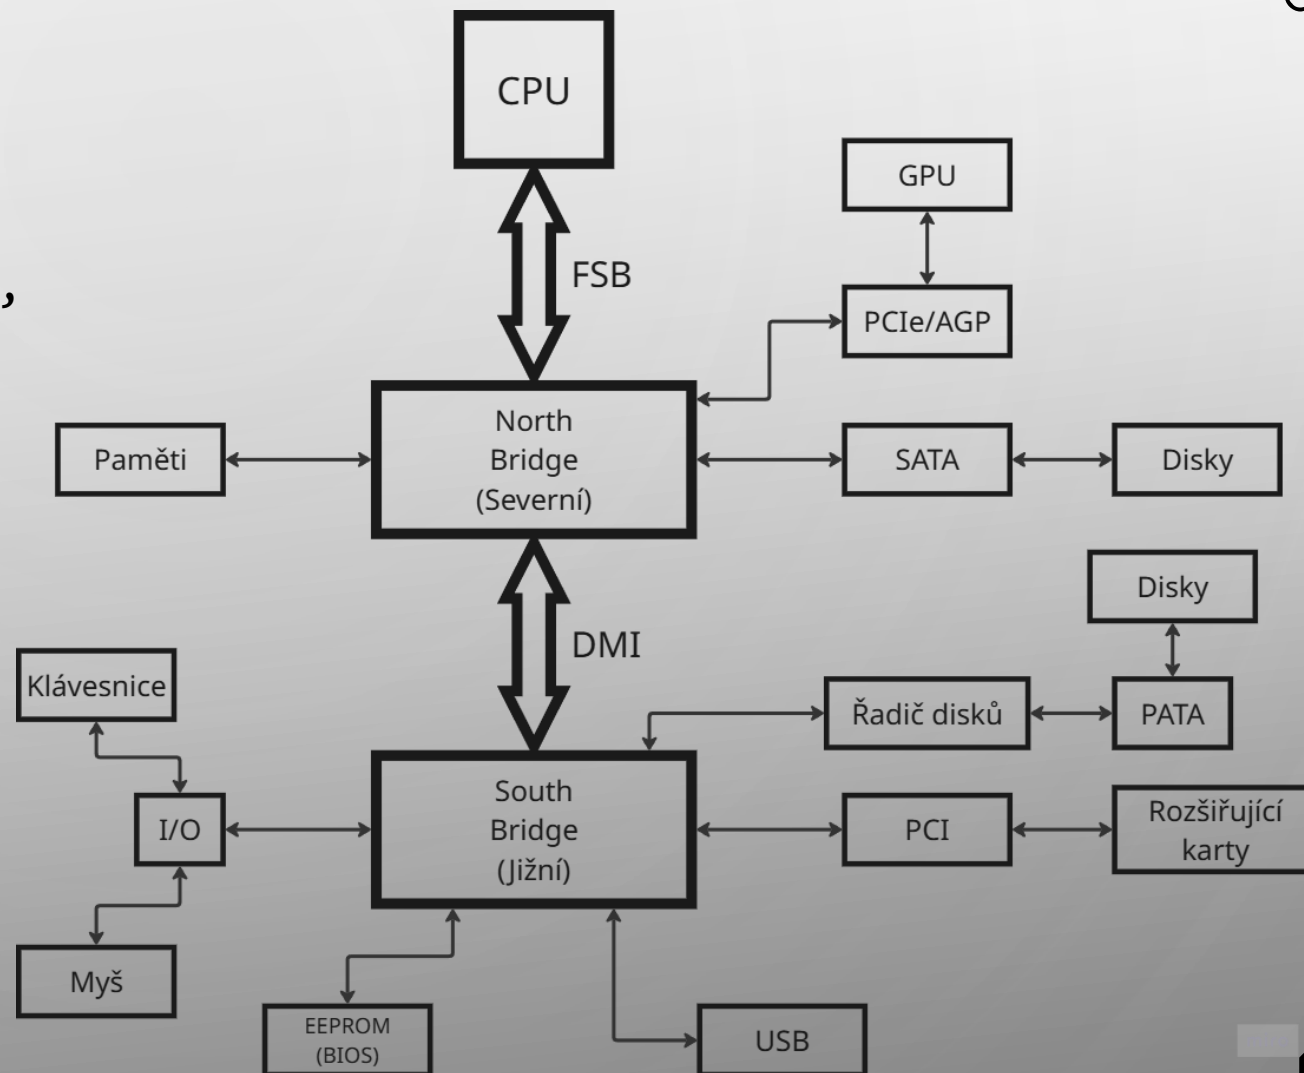 CPU
GPU
FSB
,
PCIe/AGP
North
Bridge
(Severní)
Paměti
SATA
Disky
Disky
DMI
Klávesnice
Řadič disků
PATA
South
Bridge
(Jižní)
I/O
PCI
Rozšiřující
karty
Myš
EEPROM
(BIOS)
USB